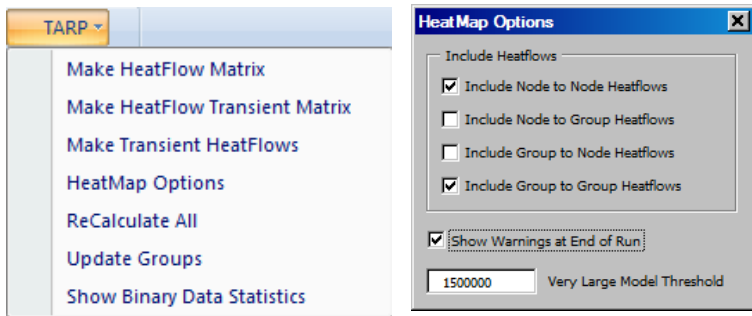 TARP
Make HeatFlow Matrix
Make HeatFlow Transient Matrix
Make Transient HeatFlows
HeatMap Options
ReCalculate All
Update Groups
Show Binary Data Statistics
HeatMap Options
Include Heatflows
Include Node to Node Heatflows
Include Node to Group Heatflows
Include Group to Node Heatflows
Include Group to Group Heatflows
Show Warnings at End of Run
1500000 Very Large Model Threshold